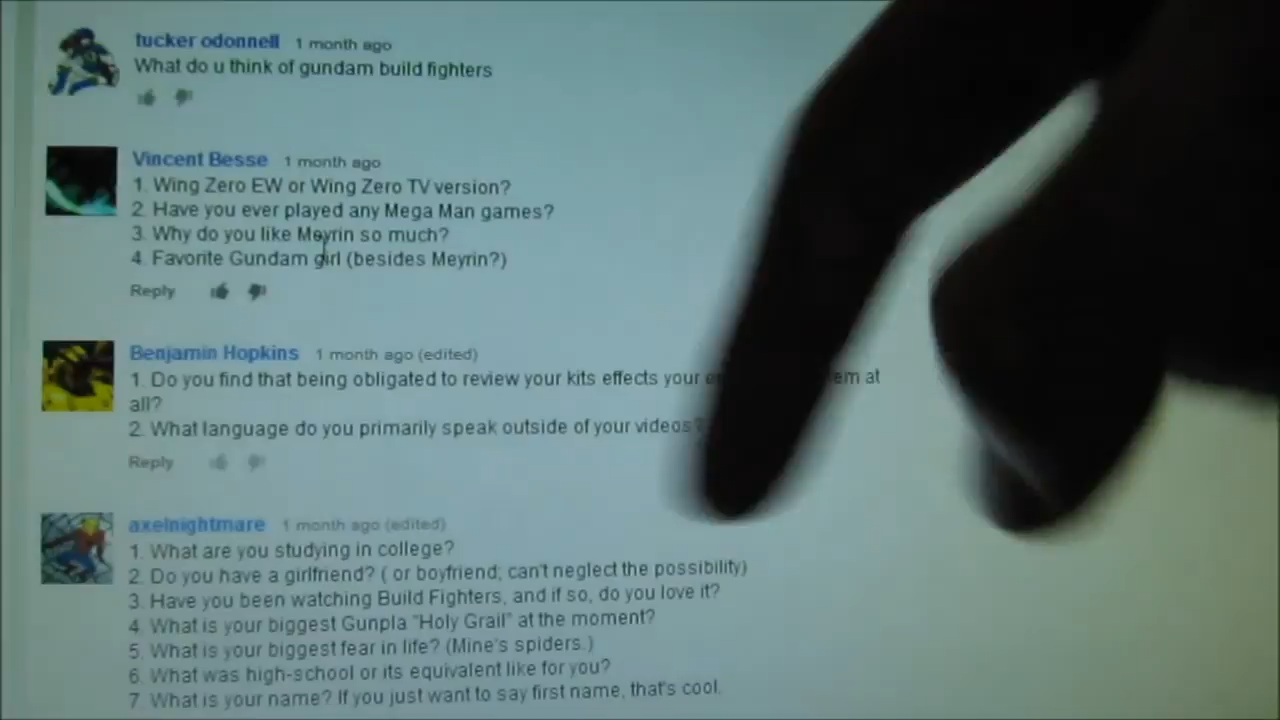 tucker odonnell 1 month ago
What do u think of gundam build fighters
Vincent Besse 1 month ago
1. Wing Zero EW or Wing Zero TV version?
2. Have you ever played any Mega Man games?
3. Why do you like Meyrin so much?
4. Favorite Gundam girl (besides Meyrin?)
Reply
Benjamin Hopkins 1 month ago (edited)
1. Do you find that being obligated to review your kits effects your em at
all?
2. What language do you primarily speak outside of your videos?
Reply
axelnightmare 1 month ago (edited)
1. What are you studying in college?
2. Do you have a girlfriend? ( or boyfriend; can't neglect the possibility)
3. Have you been watching Build Fighters, and if so, do you love it?
4. What is your biggest Gunpla "Holy Grail" at the moment?
5. What is your biggest fear in life? (Mine's spiders.)
6. What was high-school or its equivalent like for you?
7. What is your name? If you just want to say first name, that's cool.